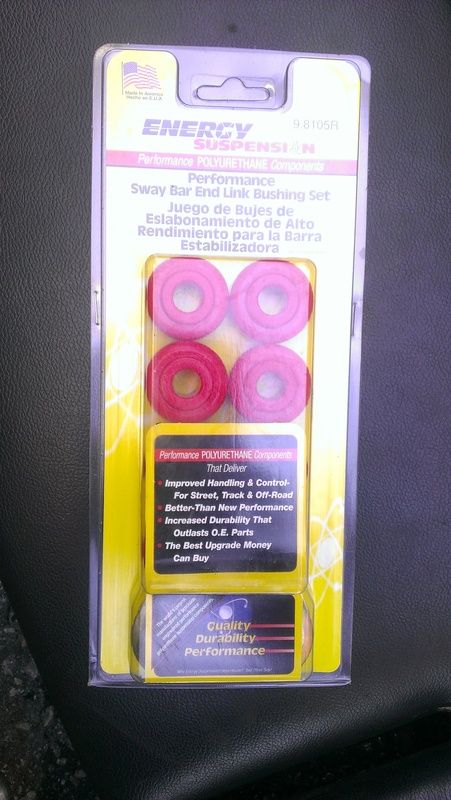 Made In America
Hecho en E.U.A.
ENERGY
SUSPENSION
9.8105R
Performance POLYURETHANE Components
Performance
Sway Bar End Link Bushing Set
Juego de Bujes de
Eslabonamiento de Alto
Rendimiento para la Barra
Estabilizadora
Performance POLYURETHANE Components
That Deliver
• Improved Handling & Control-
For Street, Track & Off-Road
• Better-Than New Performance
• Increased Durability That
Outlasts O.E. Parts
• The Best Upgrade Money
Can Buy
Quality
Durability
Performance